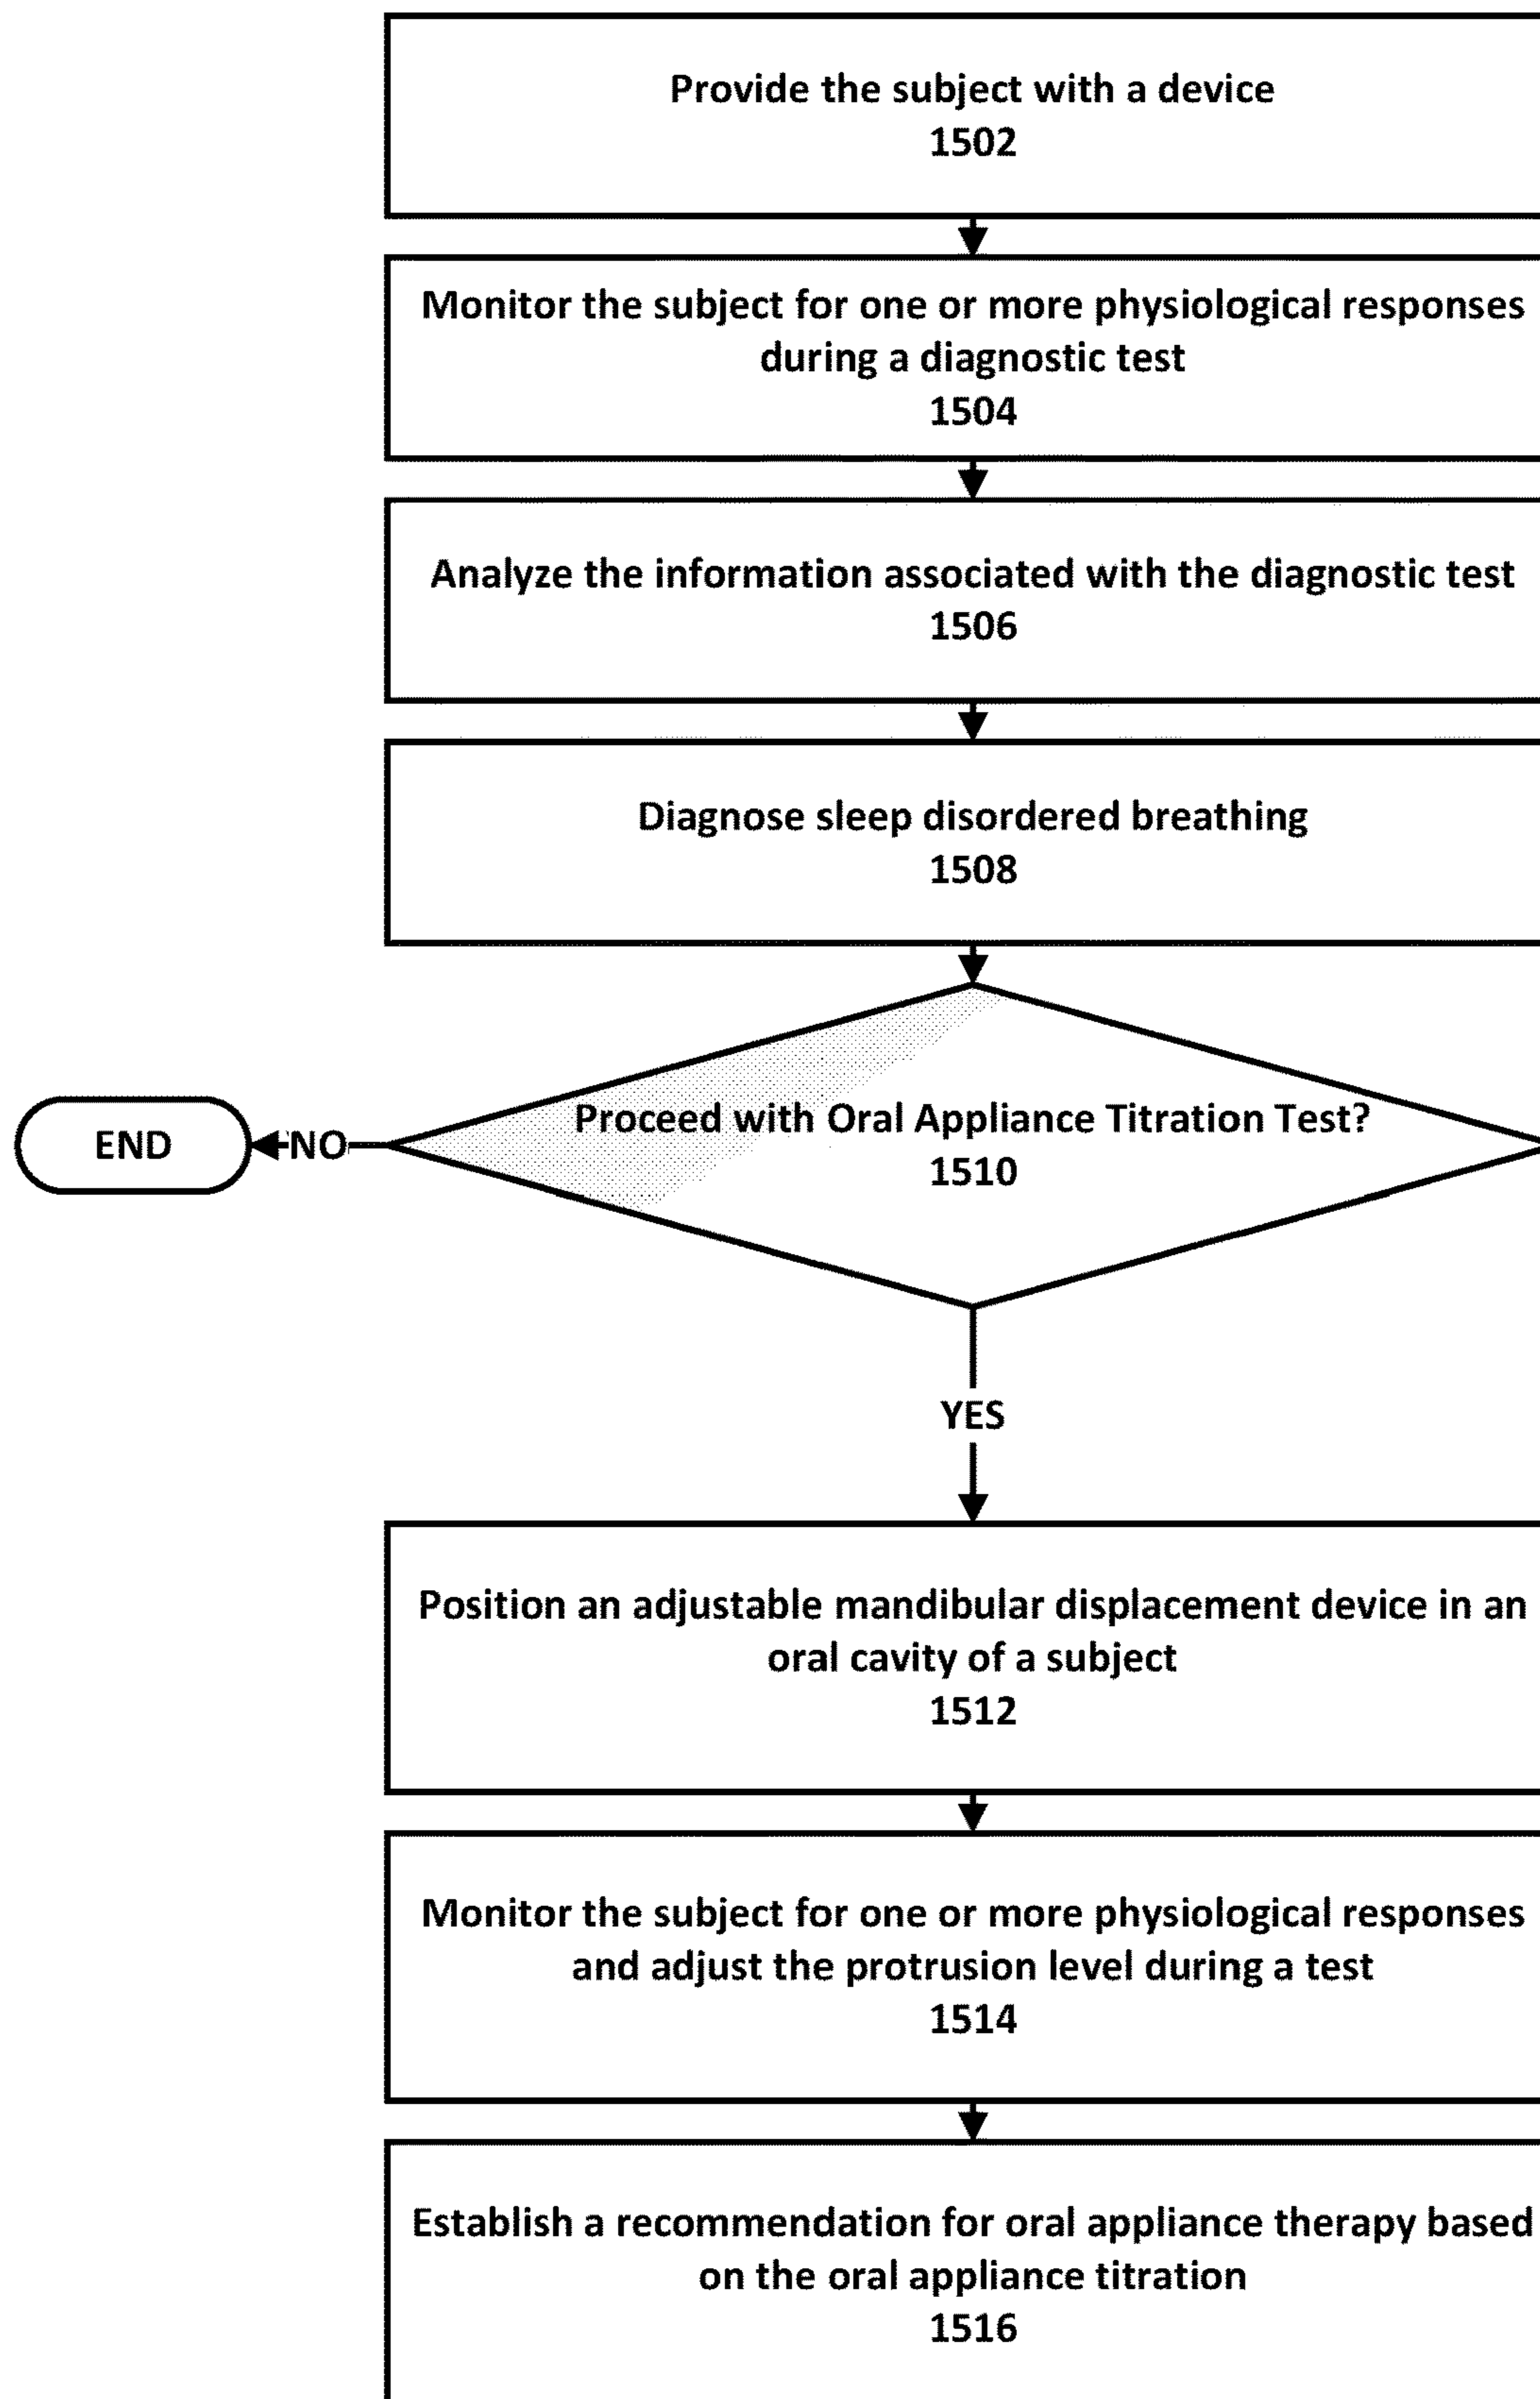 Provide the subject with a device
1502
Monitor the subject for one or more physiological responses
during a diagnostic test
1504
Analyze the information associated with the diagnostic test
1506
Diagnose sleep disordered breathing
1508
Proceed with Oral Appliance Titration Test?
1510
END
NO
YES
Position an adjustable mandibular displacement device in an
oral cavity of a subject
1512
Monitor the subject for one or more physiological responses
and adjust the protrusion level during a test
1514
Establish a recommendation for oral appliance therapy based
on the oral appliance titration
1516